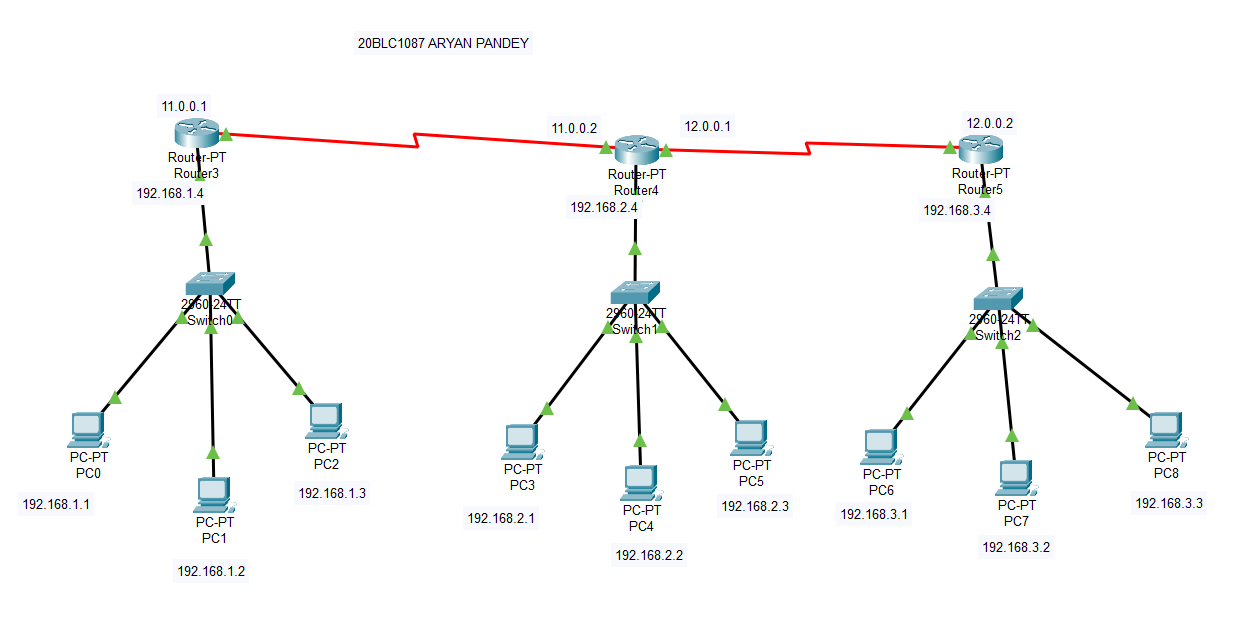 20BLC1087 ARYAN PANDEY
11.0.0.1
Router-PT
Router3
192.168.1.4
11.0.0.2
12.0.0.1
Router-PT
Router4
192.168.2.4
12.0.0.2
Router-PT
Router5
192.168.3.4
2960-24TT
Switch0
2960-24TT
Switch1
2960-24TT
Switch2
PC-PT
PC0
192.168.1.1
PC-PT
PC1
192.168.1.2
PC-PT
PC2
192.168.1.3
PC-PT
PC3
192.168.2.1
PC-PT
PC4
192.168.2.2
PC-PT
PC5
192.168.2.3
PC-PT
PC6
192.168.3.1
PC-PT
PC7
192.168.3.2
PC-PT
PC8
192.168.3.3